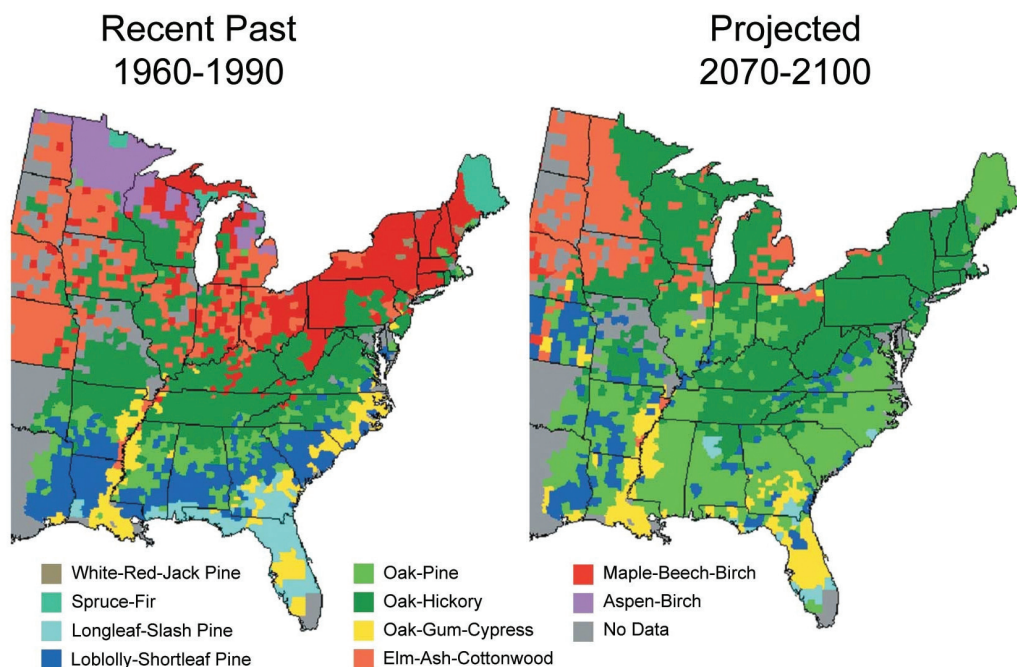 Recent Past
1960-1990
Projected
2070-2100
White-Red-Jack Pine
Spruce-Fir
Longleaf-Slash Pine
Loblolly-Shortleaf Pine
Oak-Pine
Oak-Hickory
Oak-Gum-Cypress
Elm-Ash-Cottonwood
Maple-Beech-Birch
Aspen-Birch
No Data